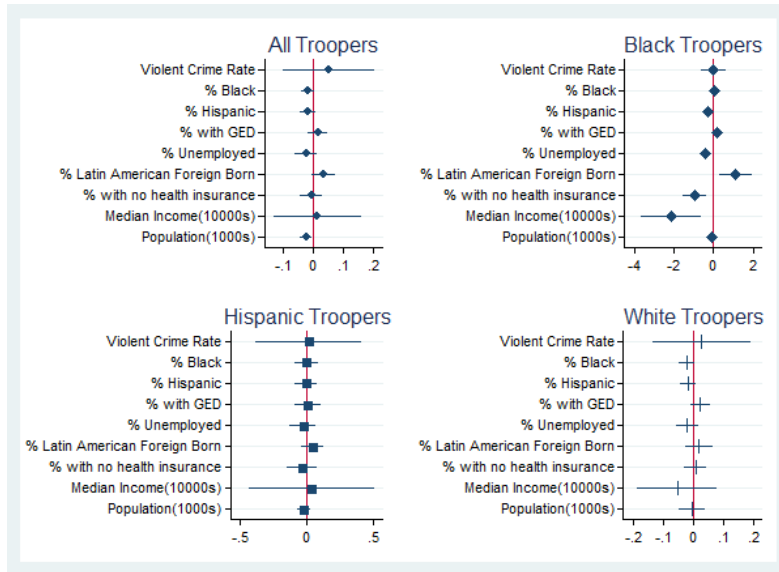 All Troopers
Violent Crime Rate
% Black
% Hispanic
% with GED
% Unemployed
% Latin American Foreign Born
% with no health insurance
Median Income(10000s)
Population(1000s)
-.1 0 .1 .2
Black Troopers
Violent Crime Rate
% Black
% Hispanic
% with GED
% Unemployed
% Latin American Foreign Born
% with no health insurance
Median Income(10000s)
Population(1000s)
-4 -2 0 2
Hispanic Troopers
Violent Crime Rate
% Black
% Hispanic
% with GED
% Unemployed
% Latin American Foreign Born
% with no health insurance
Median Income(10000s)
Population(1000s)
-.5 0 .5
White Troopers
Violent Crime Rate
% Black
% Hispanic
% with GED
% Unemployed
% Latin American Foreign Born
% with no health insurance
Median Income(10000s)
Population(1000s)
-.2 -.1 0 .1 .2